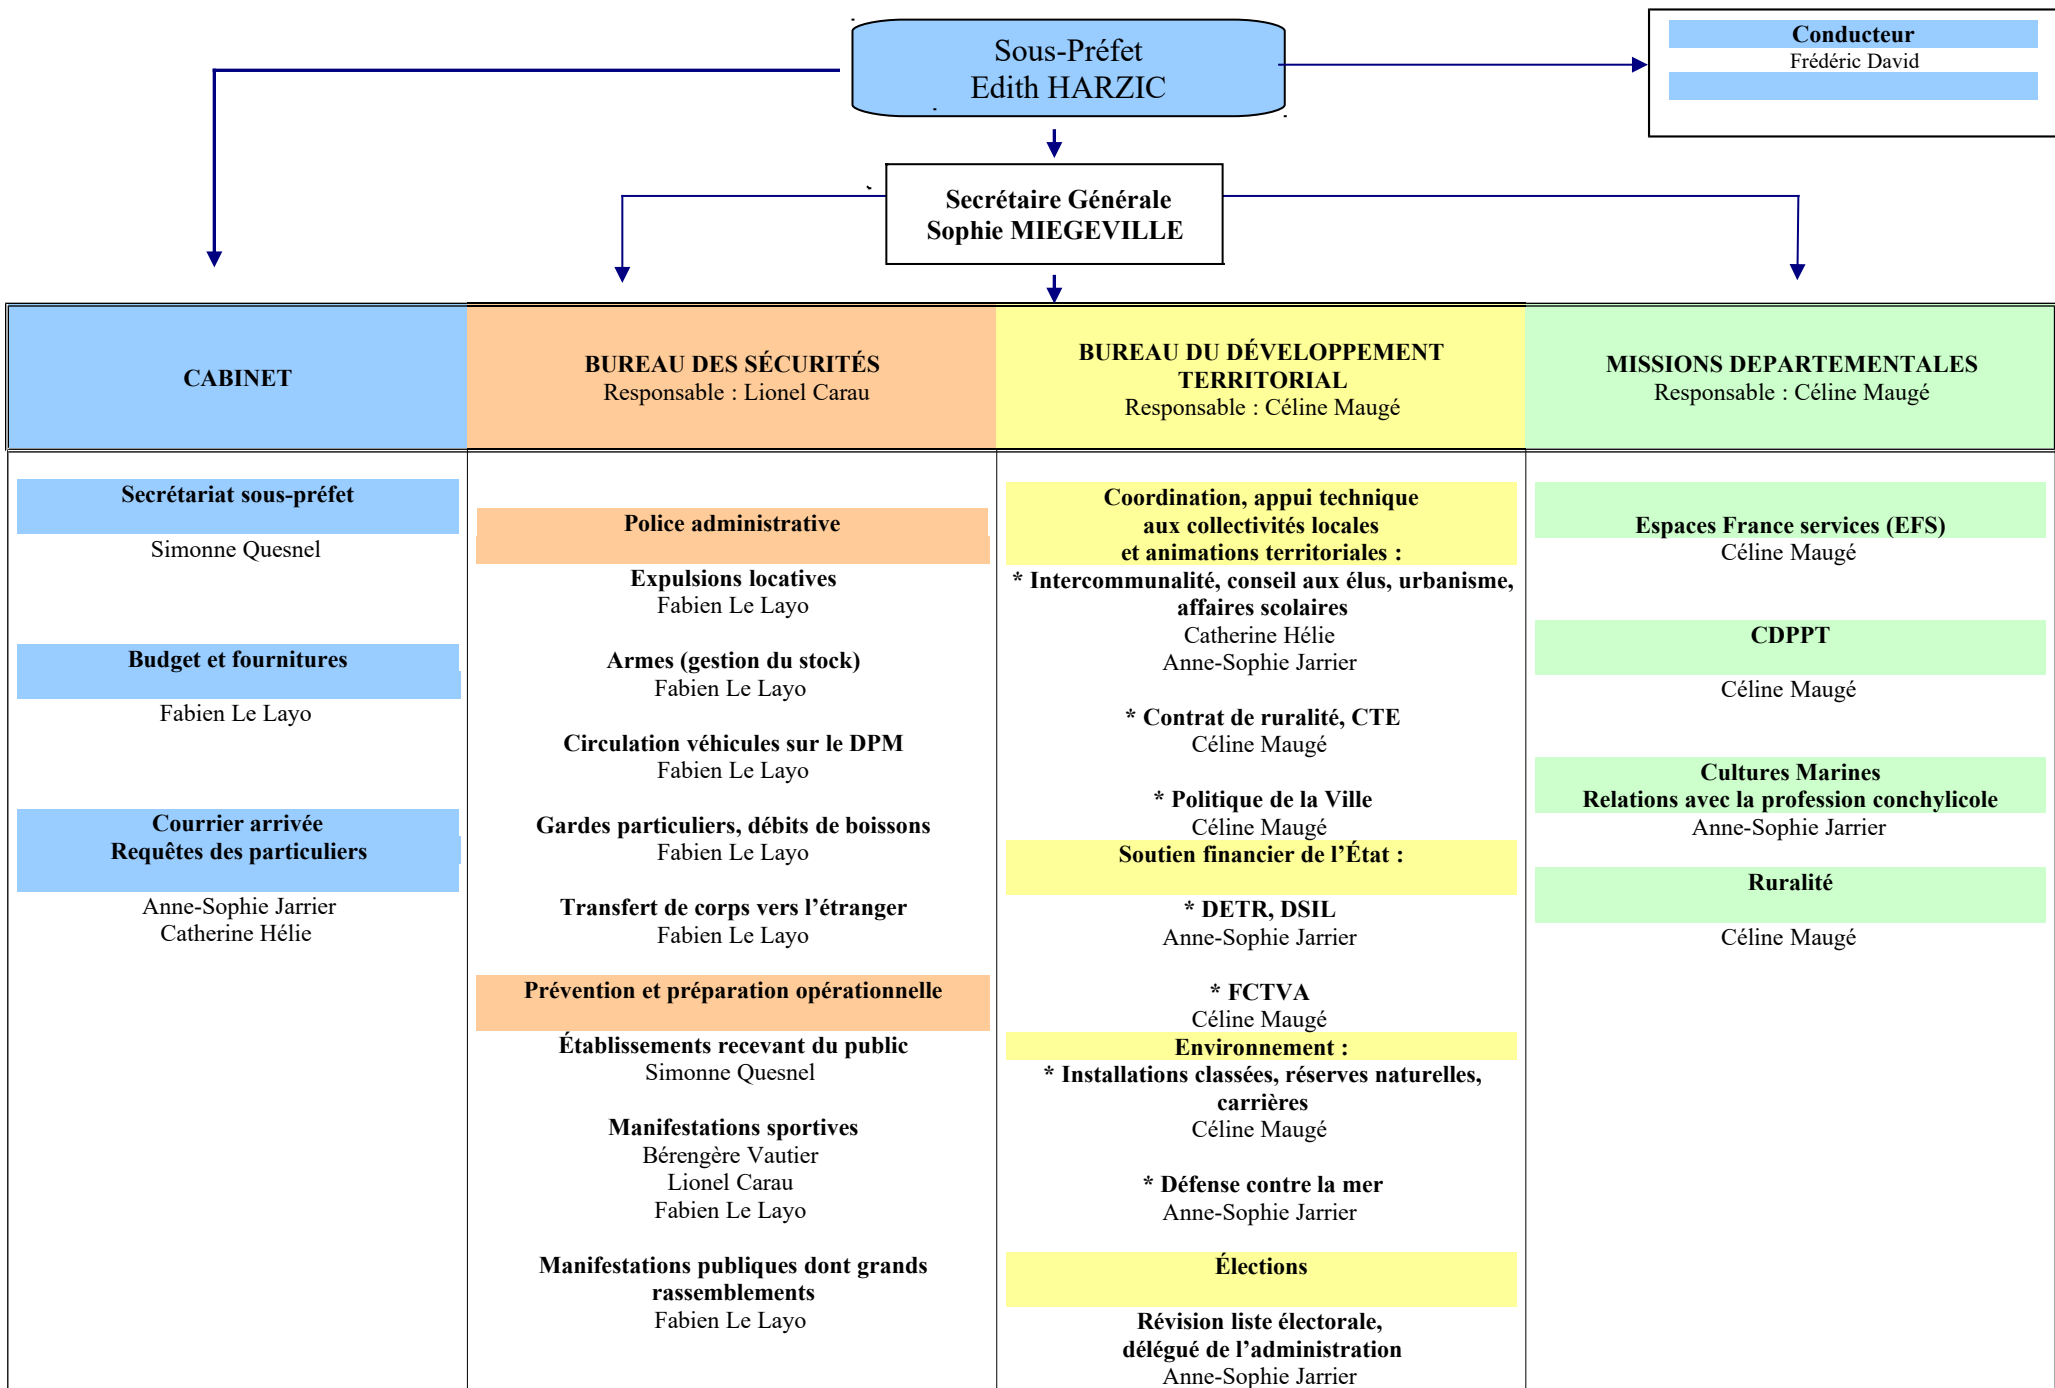 Sous-Préfet
Edith HARZIC
Conducteur
Frédéric David
Secrétaire Générale
Sophie MIEGEVILLE
CABINET
BUREAU DES SÉCURITÉS
Responsable : Lionel Carau
BUREAU DU DÉVELOPPEMENT
TERRITORIAL
Responsable : Céline Maugé
MISSIONS DEPARTEMENTALES
Responsable : Céline Maugé
Secrétariat sous-préfet
Simonne Quesnel
Budget et fournitures
Fabien Le Layo
Courrier arrivée
Requêtes des particuliers
Anne-Sophie Jarrier
Catherine Hélie
Police administrative
Expulsions locatives
Fabien Le Layo
Armes (gestion du stock)
Fabien Le Layo
Circulation véhicules sur le DPM
Fabien Le Layo
Gardes particuliers, débits de boissons
Fabien Le Layo
Transfert de corps vers l’étranger
Fabien Le Layo
Prévention et préparation opérationnelle
Établissements recevant du public
Simonne Quesnel
Manifestations sportives
Bérengère Vautier
Lionel Carau
Fabien Le Layo
Manifestations publiques dont grands
rassemblements
Fabien Le Layo
Coordination, appui technique
aux collectivités locales
et animations territoriales :
* Intercommunalité, conseil aux élus, urbanisme,
affaires scolaires
Catherine Hélie
Anne-Sophie Jarrier
* Contrat de ruralité, CTE
Céline Maugé
* Politique de la Ville
Céline Maugé
Soutien financier de l’État :
* DETR, DSIL
Anne-Sophie Jarrier
* FCTVA
Céline Maugé
Environnement :
* Installations classées, réserves naturelles,
carrières
Céline Maugé
* Défense contre la mer
Anne-Sophie Jarrier
Élections
Révision liste électorale,
délégué de l’administration
Anne-Sophie Jarrier
Espaces France services (EFS)
Céline Maugé
CDPPT
Céline Maugé
Cultures Marines
Relations avec la profession conchylicole
Anne-Sophie Jarrier
Ruralité
Céline Maugé